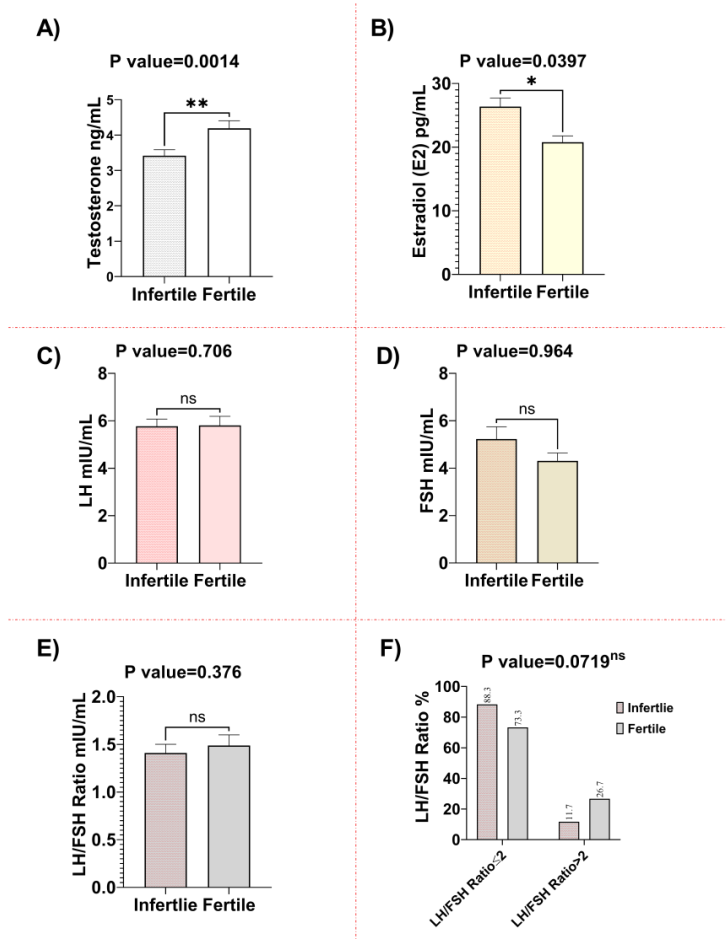 A)
P value=0.0014
**
Testosterone ng/mL
5
4
3
2
1
0
Infertile Fertile
B)
P value=0.0397
*
Estradiol (E2) pg/mL
30
20
10
0
Infertile Fertile
C)
P value=0.706
ns
LH mIU/mL
8
6
4
2
0
Infertile Fertile
D)
P value=0.964
ns
FSH mIU/mL
8
6
4
2
0
Infertile Fertile
E)
P value=0.376
ns
LH/FSH Ratio mIU/mL
2.0
1.5
1.0
0.5
0.0
Infertlie Fertile
F)
P value=0.0719ns
LH/FSH Ratio %
100
80
60
40
20
0
88.3
73.3
11.7
26.7
Infertlie
Fertile
LH/FSH Ratio≤2
LH/FSH Ratio>2